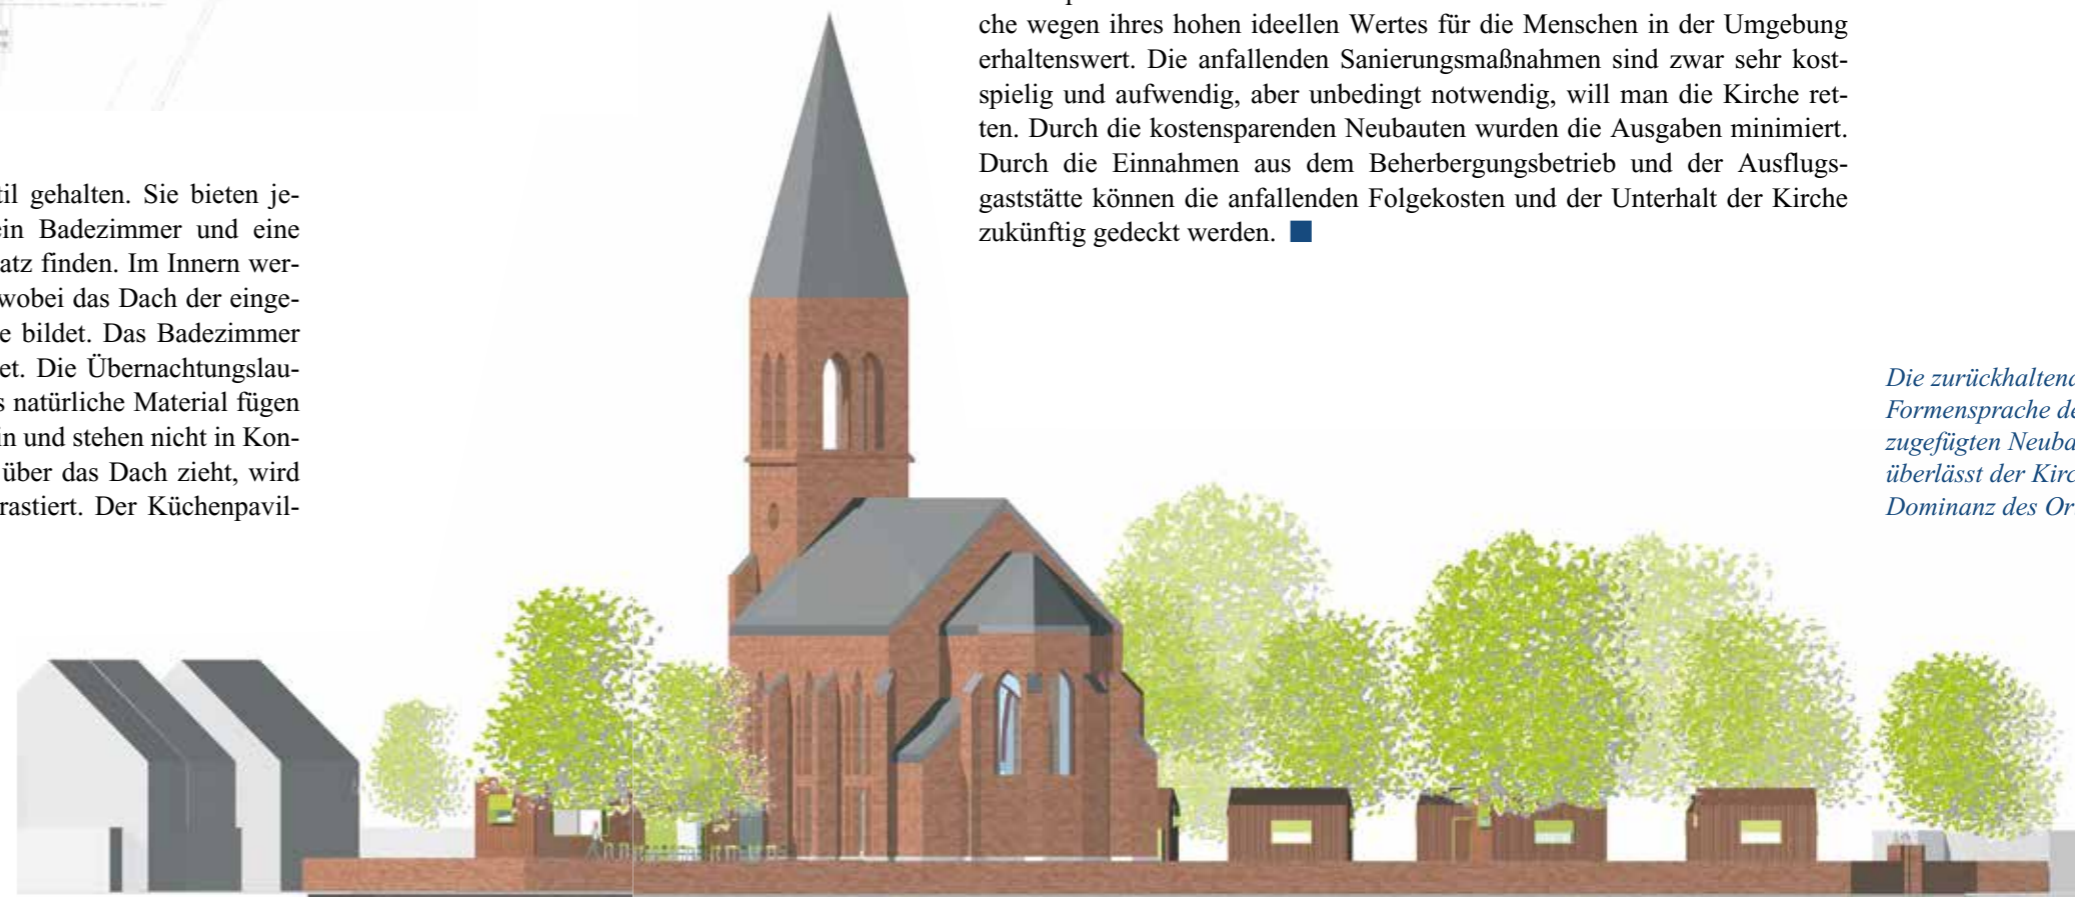 til gehalten. Sie bieten je-
ein Badezimmer und eine
atz finden. Im Innern wer-
wobei das Dach der einge-
e bildet. Das Badezimmer
et. Die Übernachtungslau-
s natürliche Material fügen
in und stehen nicht in Kon-
über das Dach zieht, wird
rastiert. Der Küchenpavil-
che wegen ihres hohen ideellen Wertes für die Menschen in der Umgebung
erhaltenswert. Die anfallenden Sanierungsmaßnahmen sind zwar sehr kost-
spielig und aufwendig, aber unbedingt notwendig, will man die Kirche ret-
ten. Durch die kostensparenden Neubauten wurden die Ausgaben minimiert.
Durch die Einnahmen aus dem Beherbergungsbetrieb und der Ausflugs-
gaststätte können die anfallenden Folgekosten und der Unterhalt der Kirche
zukünftig gedeckt werden.
Die zurückhaltend
Formensprache de
zugefügten Neuba
überlässt der Kirc
Dominanz des Or